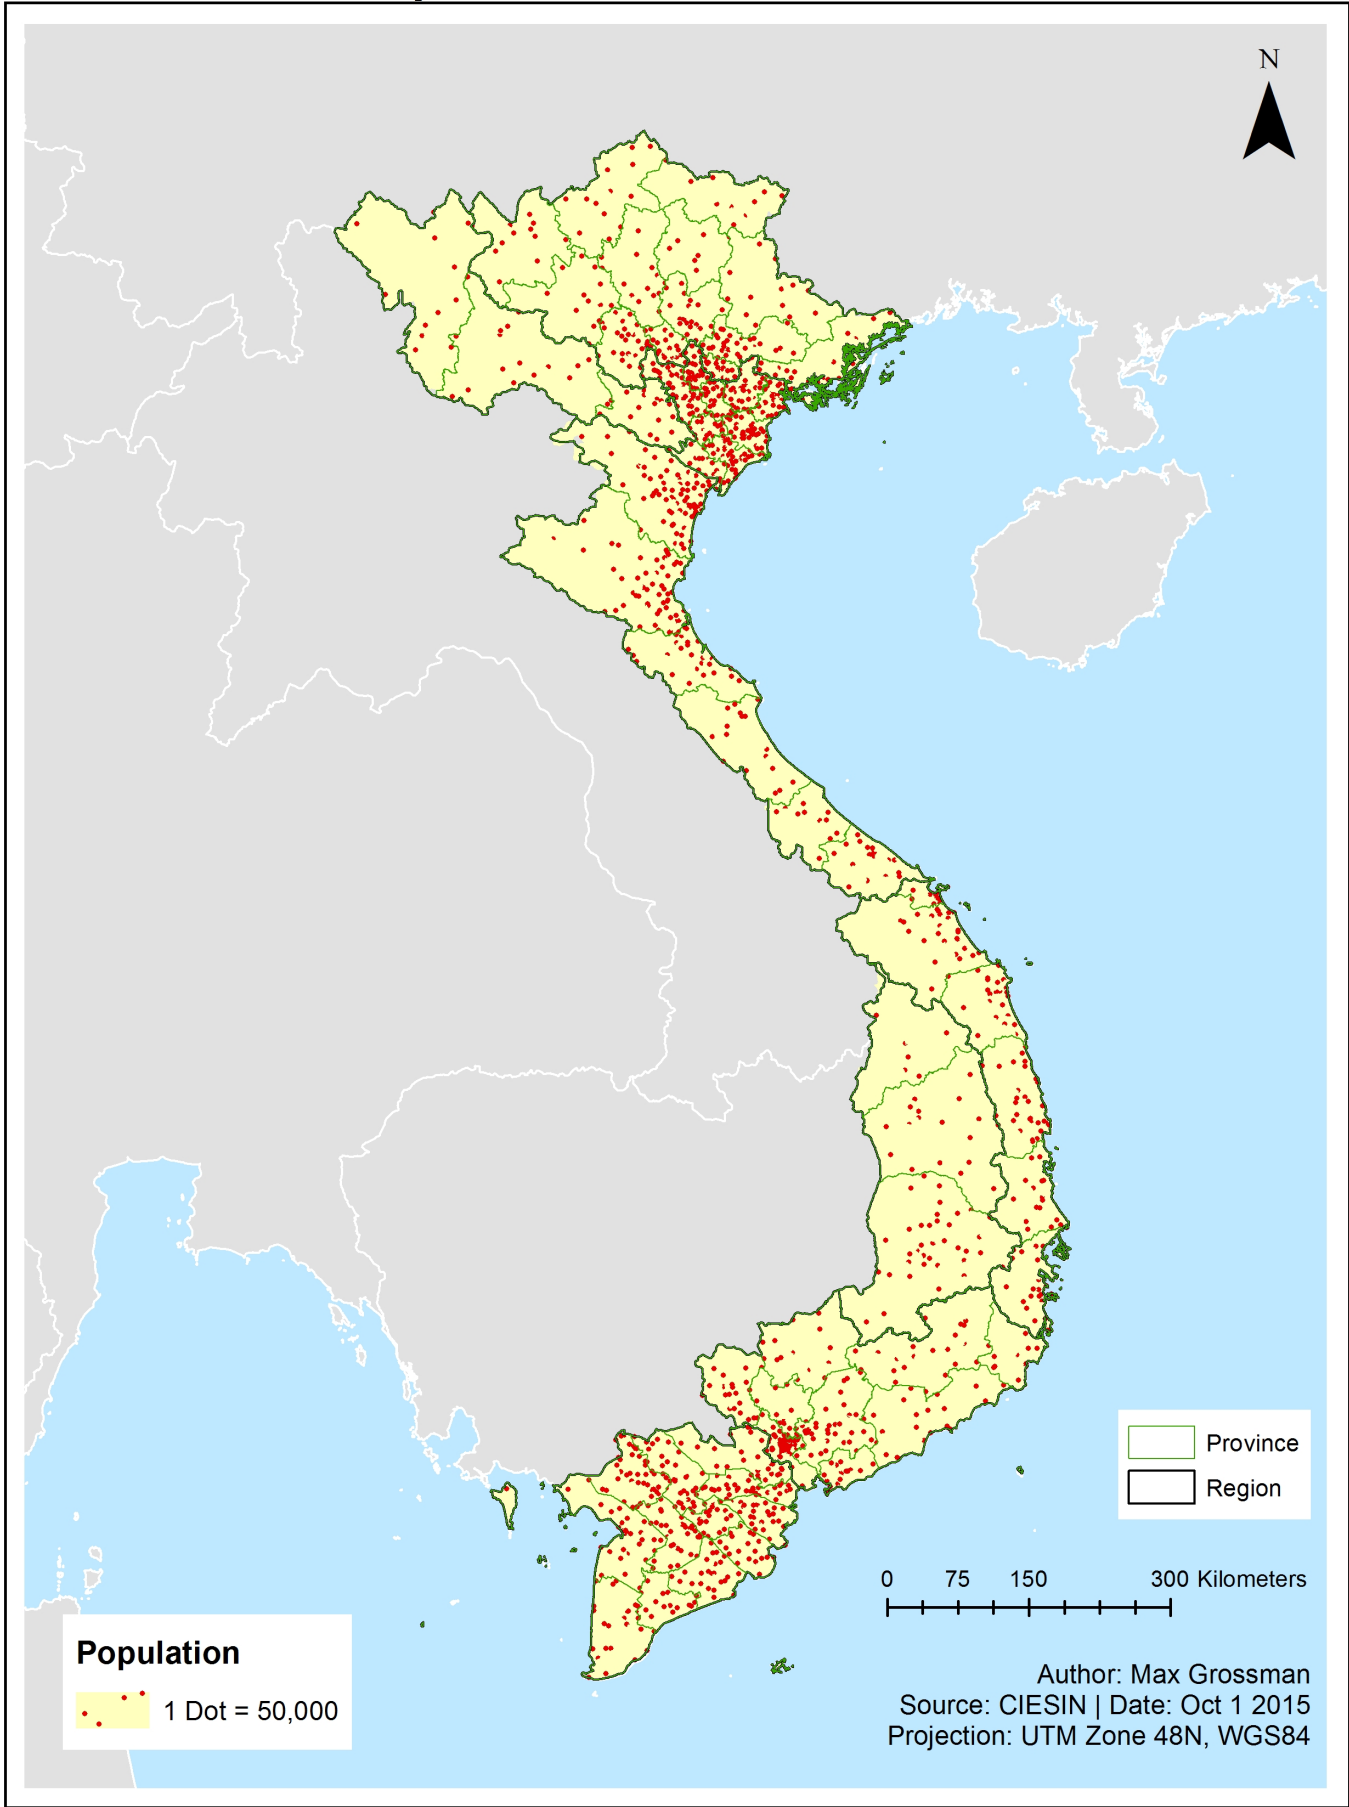 N
Province
Region
0 75 150 300 Kilometers
Population
1 Dot = 50,000
Author: Max Grossman
Source: CIESIN | Date: Oct 1 2015
Projection: UTM Zone 48N, WGS84